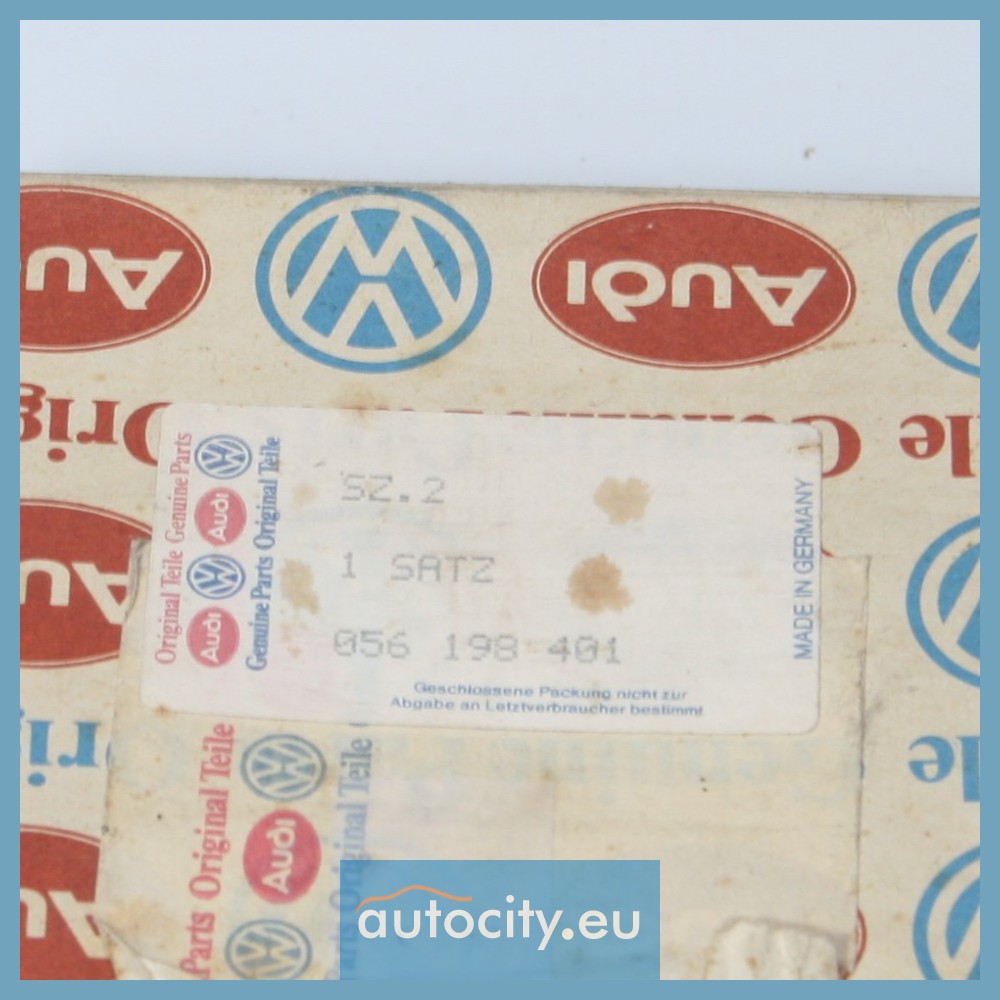 Audi
Audi
Original Teile Genuine Parts
Audi
Audi
Genuine Parts Original Teile
SZ.2
1 SATZ
056 198 401
MADE IN GERMANY
Geschlossene Packung nicht zur
Abgabe an Letztverbraucher bestimmt
Parts Original Teile
Audi
Original Teile
autocity.eu